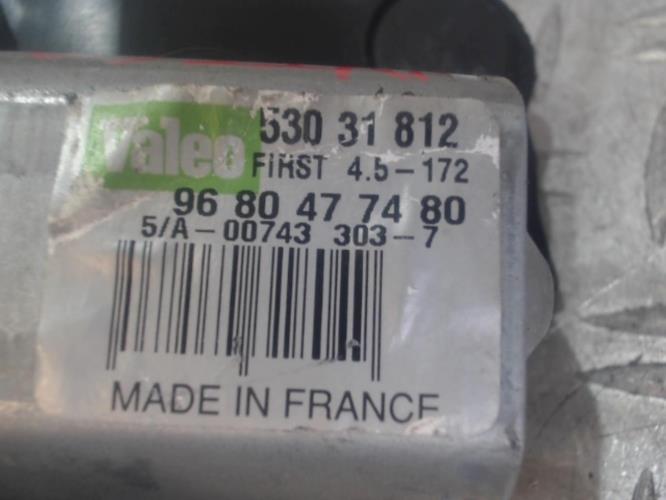 Valeo 530 31 812
FIRST 4.5-172
96 80 47 74 80
5/A-00743 303-7
MADE IN FRANCE